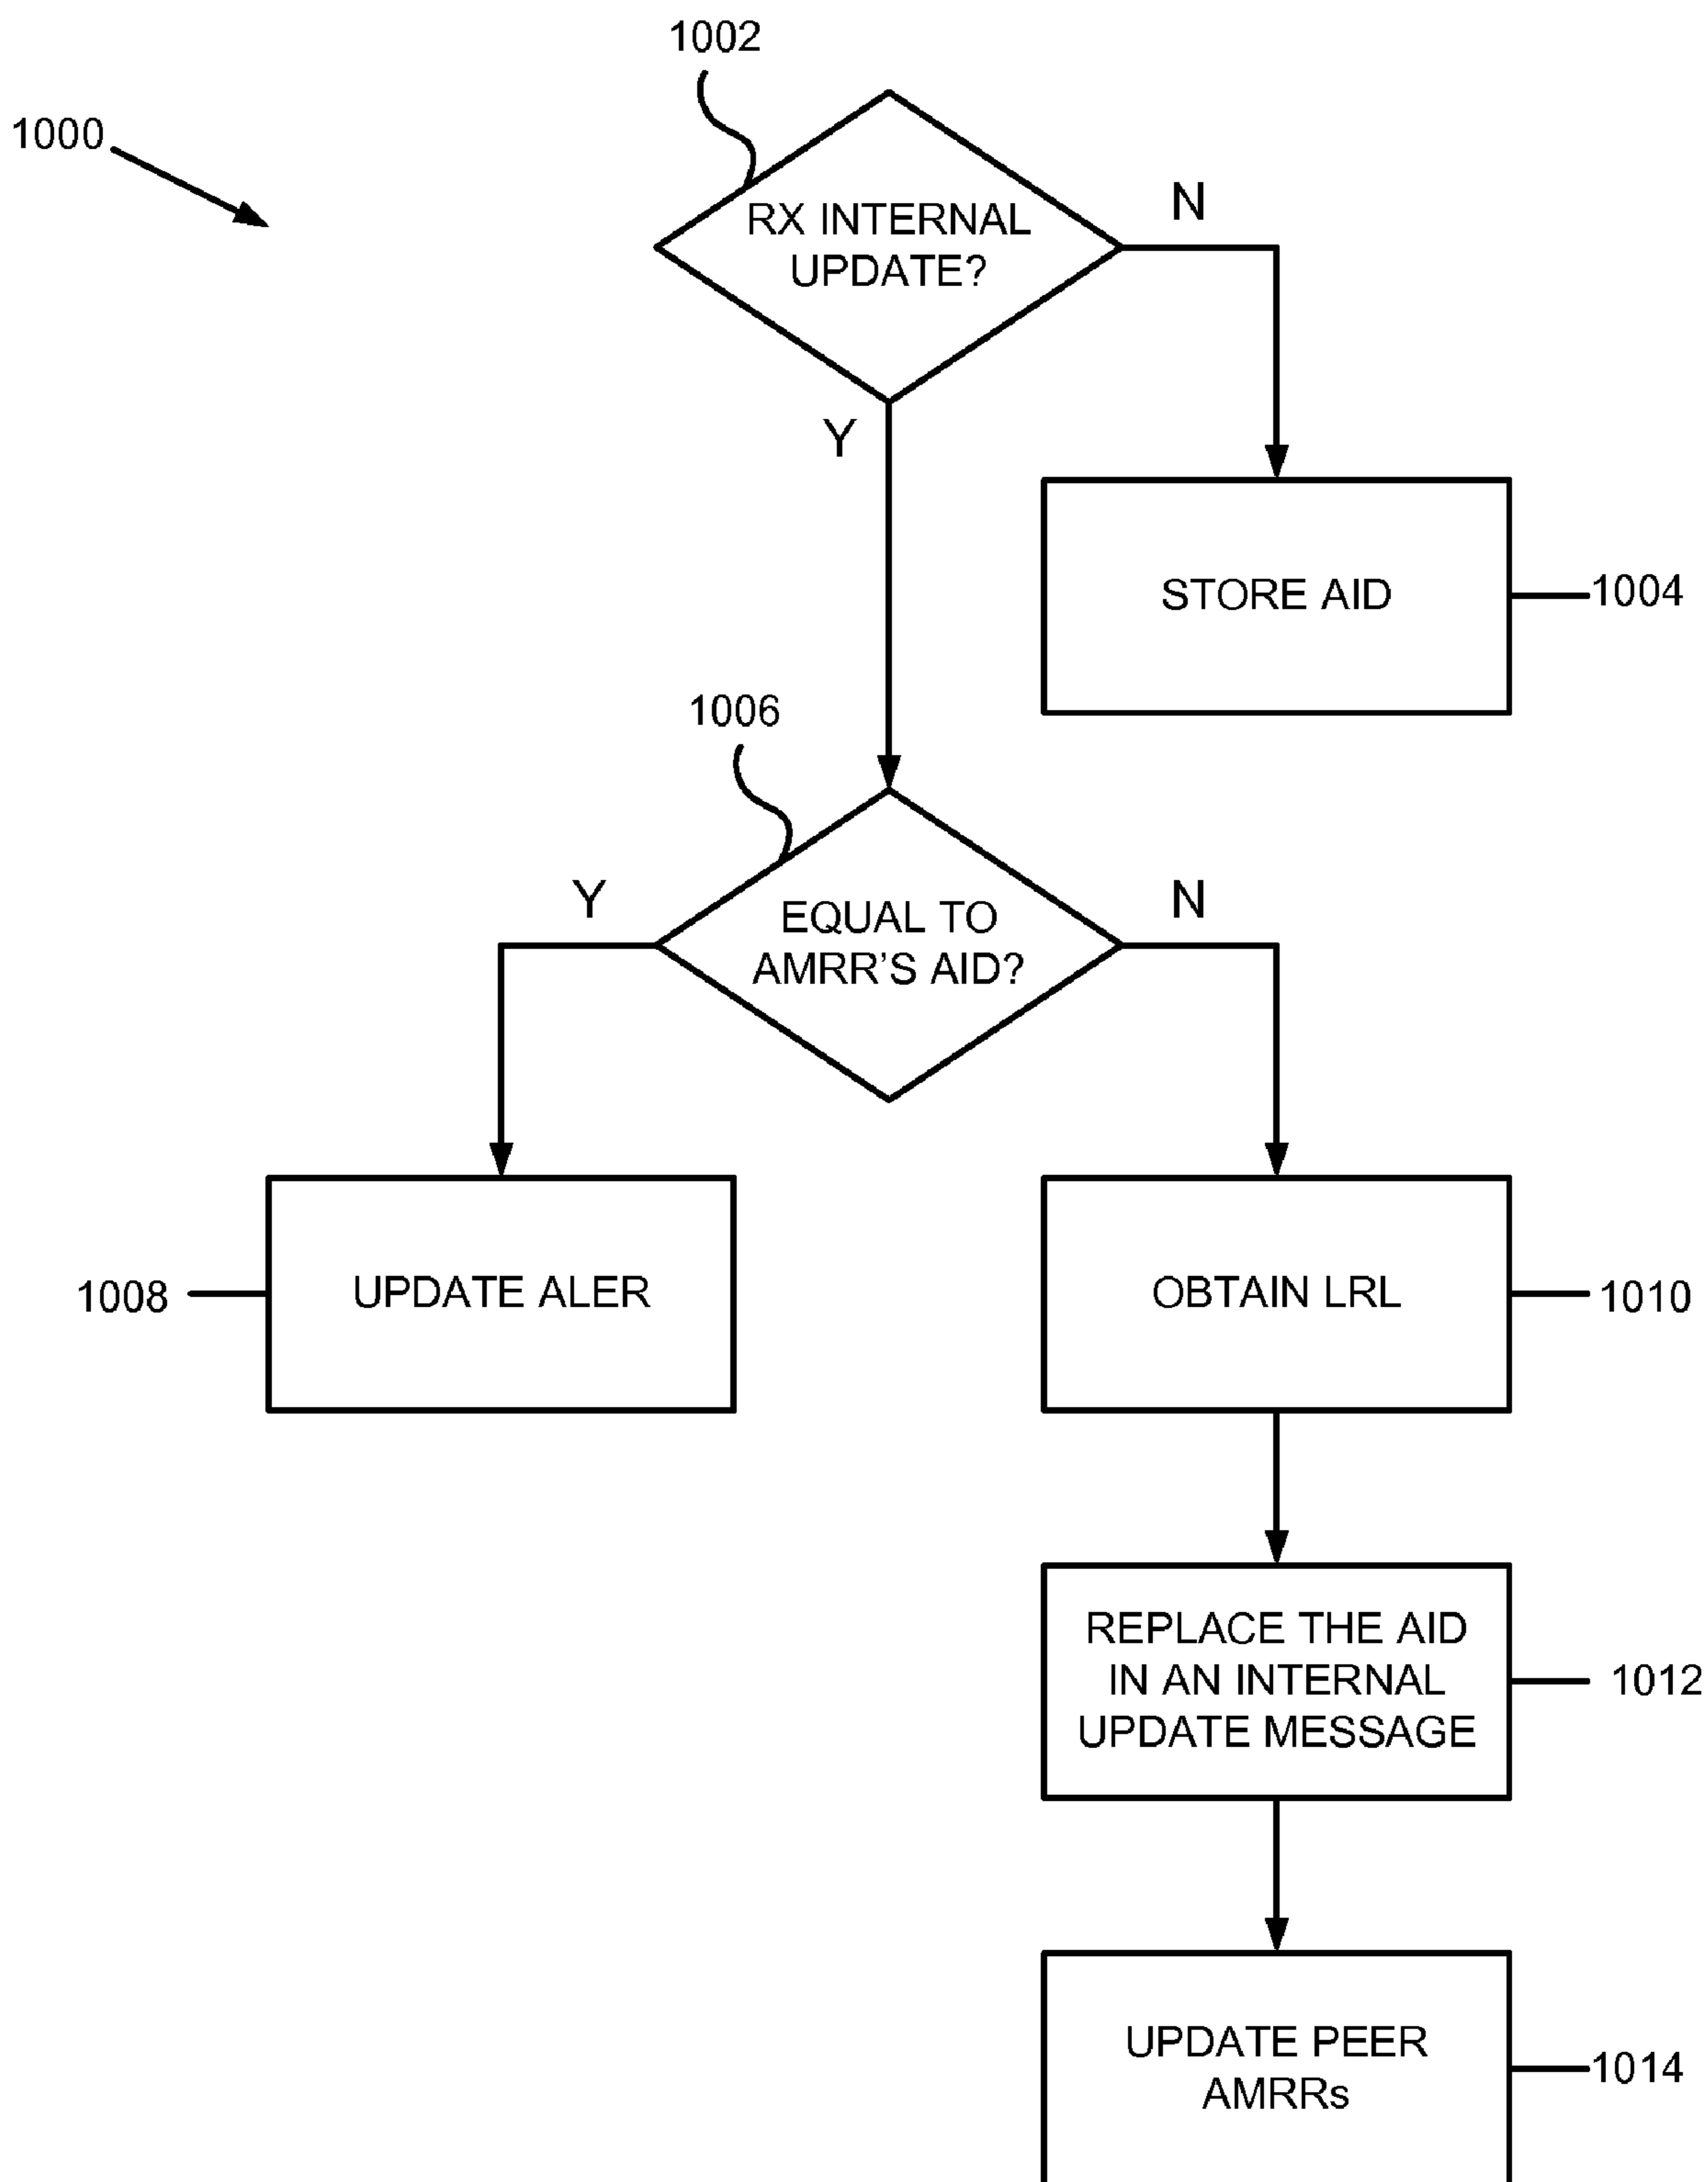 1002
1000
N
RX INTERNAL
UPDATE?
Y
STORE AID
1004
1006
Y
N
EQUAL TO
AMRR'S AID?
1008
UPDATE ALER
OBTAIN LRL
1010
REPLACE THE AID
IN AN INTERNAL
UPDATE MESSAGE
1012
UPDATE PEER
AMRRs
1014